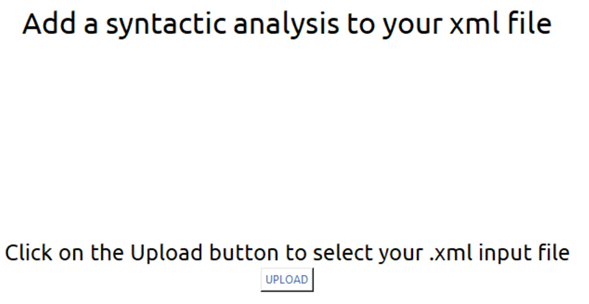 Add a syntactic analysis to your xml file
Click on the Upload button to select your .xml input file
UPLOAD